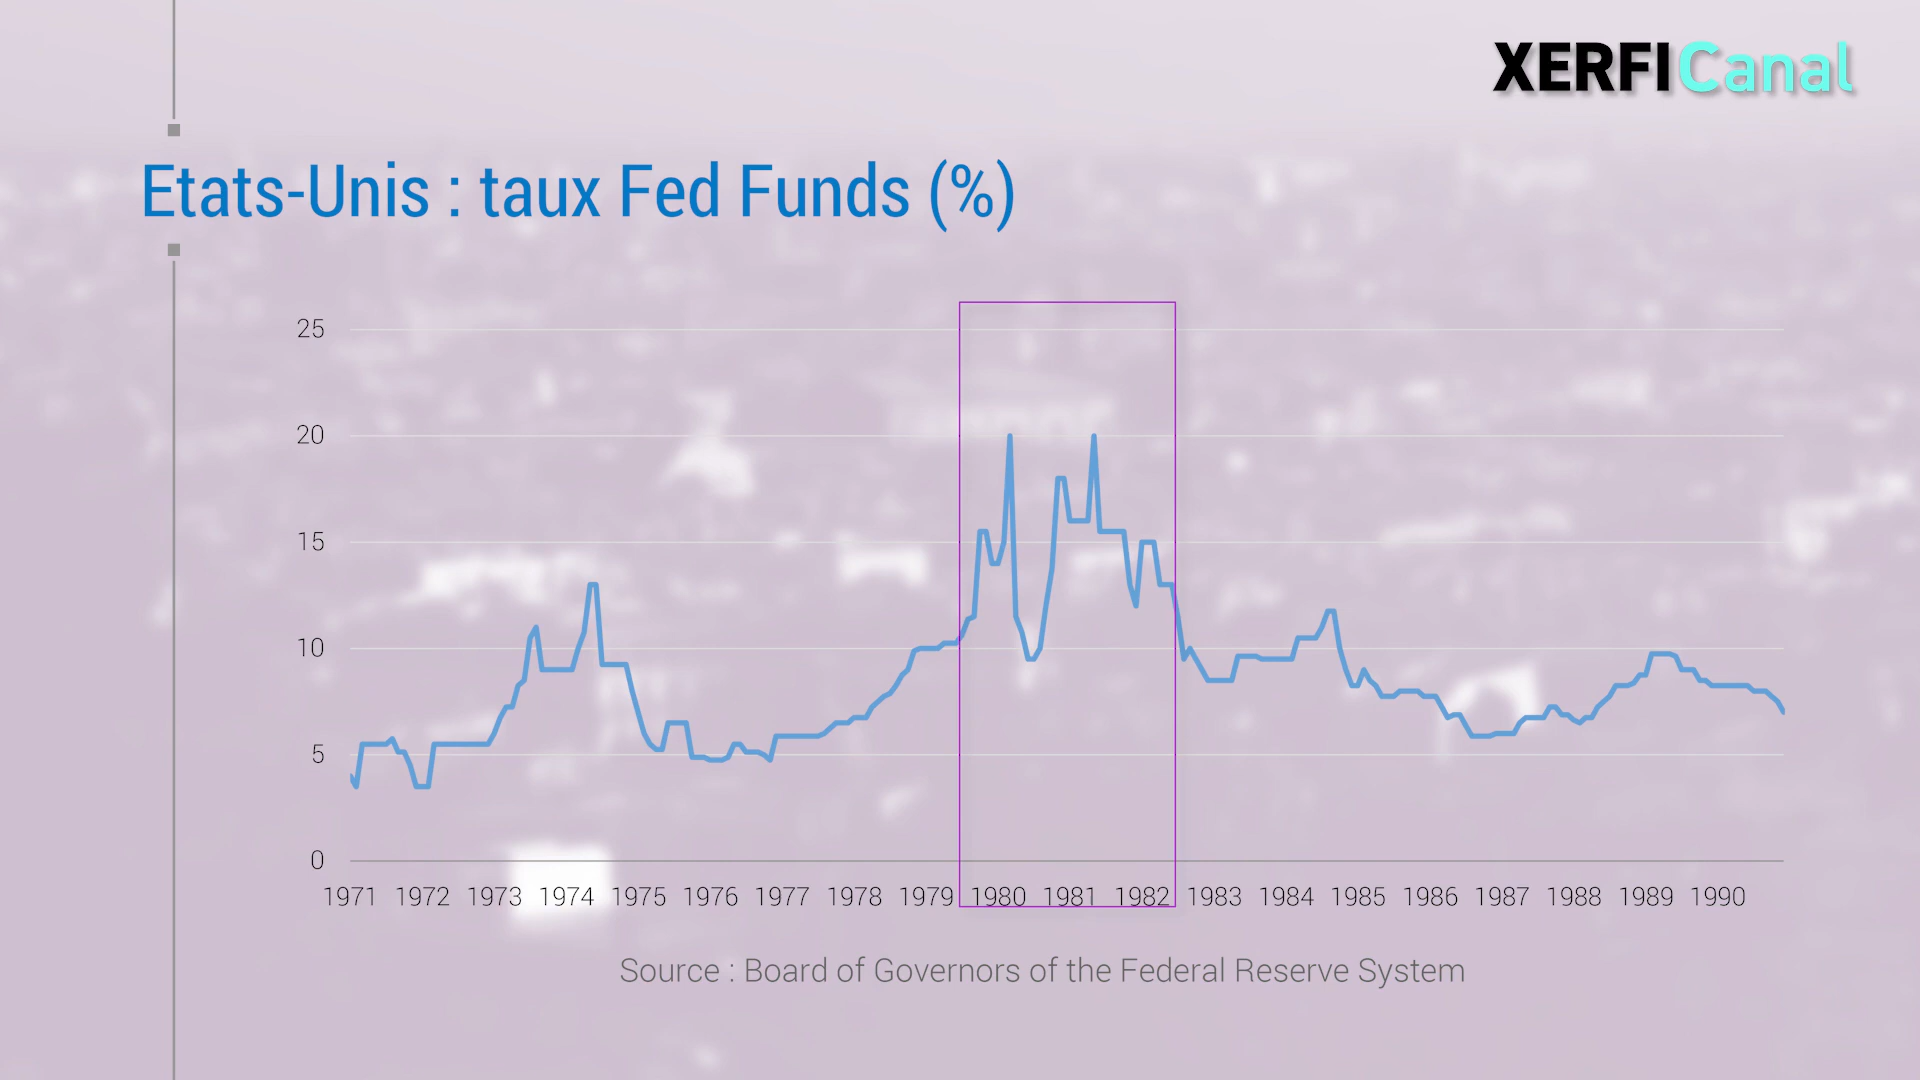 XERFI Canal
Etats-Unis : taux Fed Funds (%)
25
20
15
10
5
0
1971 1972 1973 1974 1975 1976 1977 1978 1979 1980 1981 1982 1983 1984 1985 1986 1987 1988 1989 1990
Source : Board of Governors of the Federal Reserve System